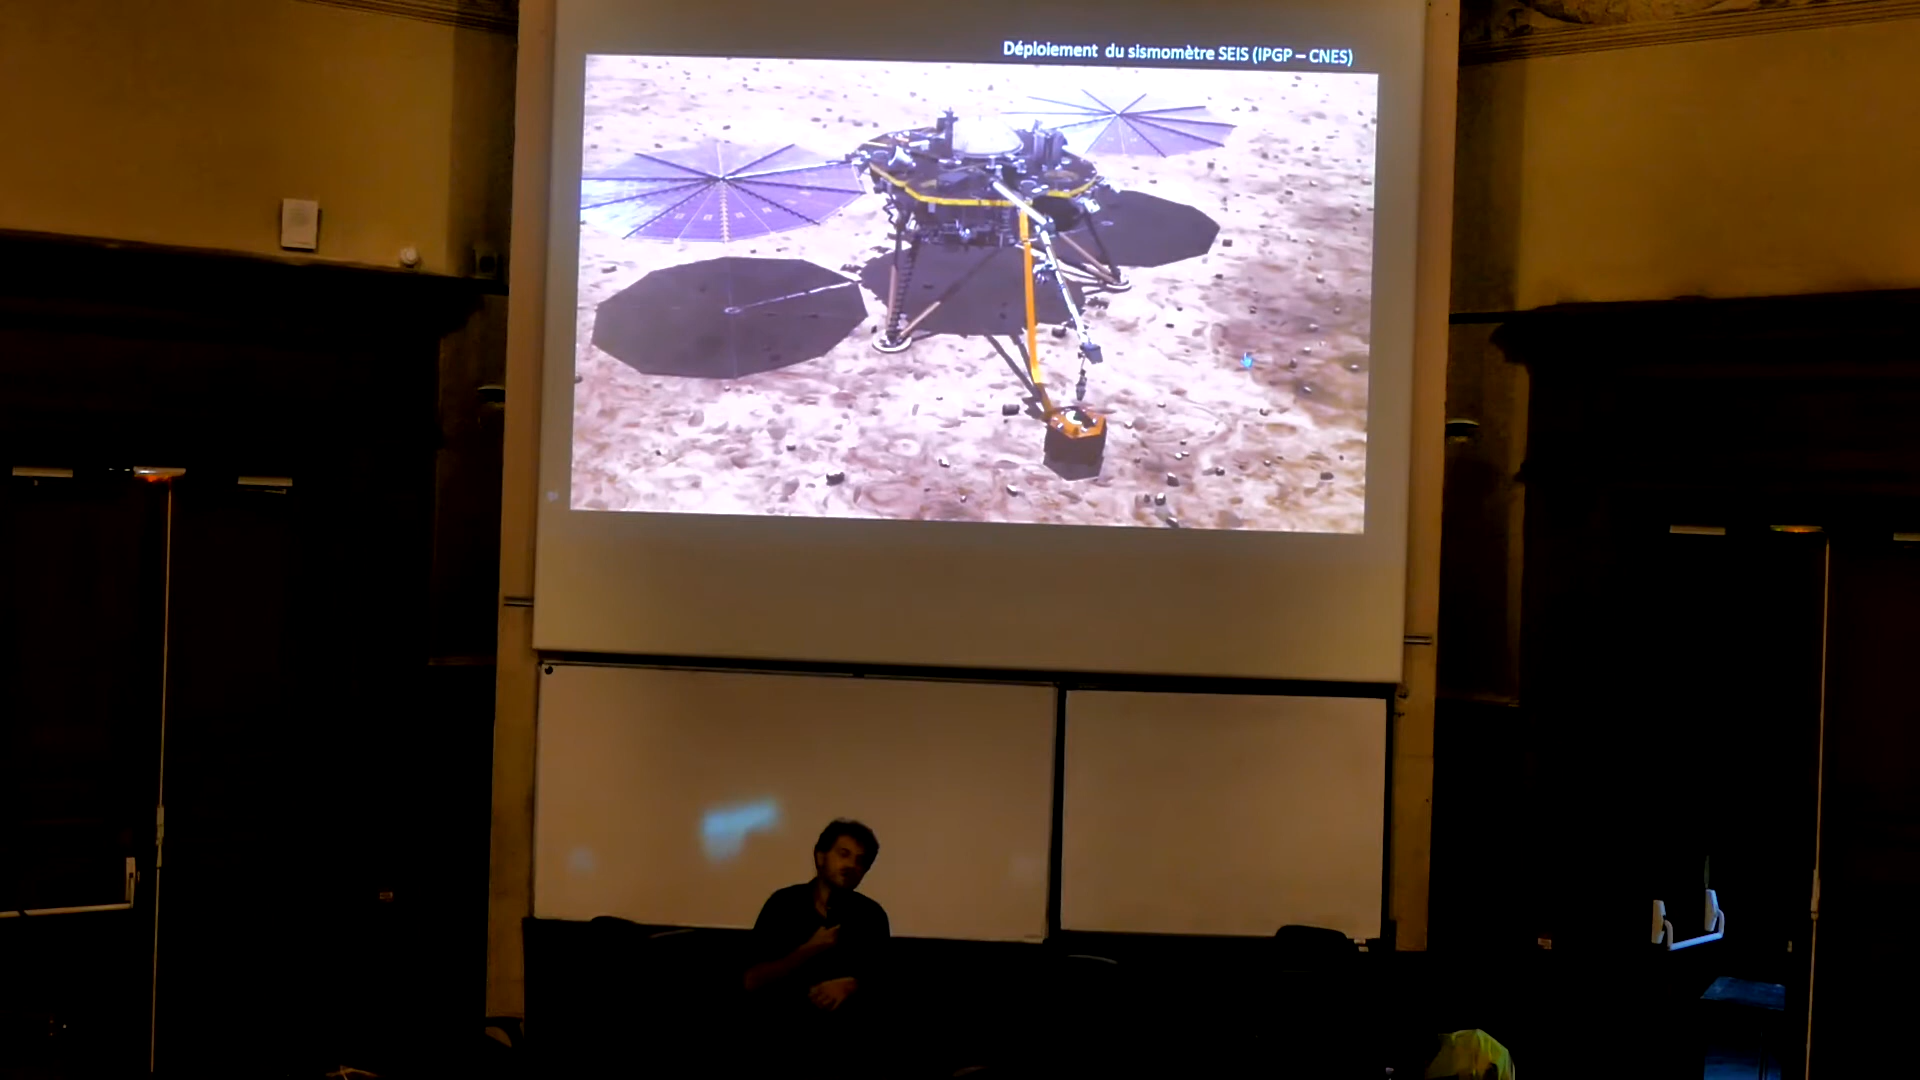 Déploiement du sismomètre SEIS (IPGP – CNES)